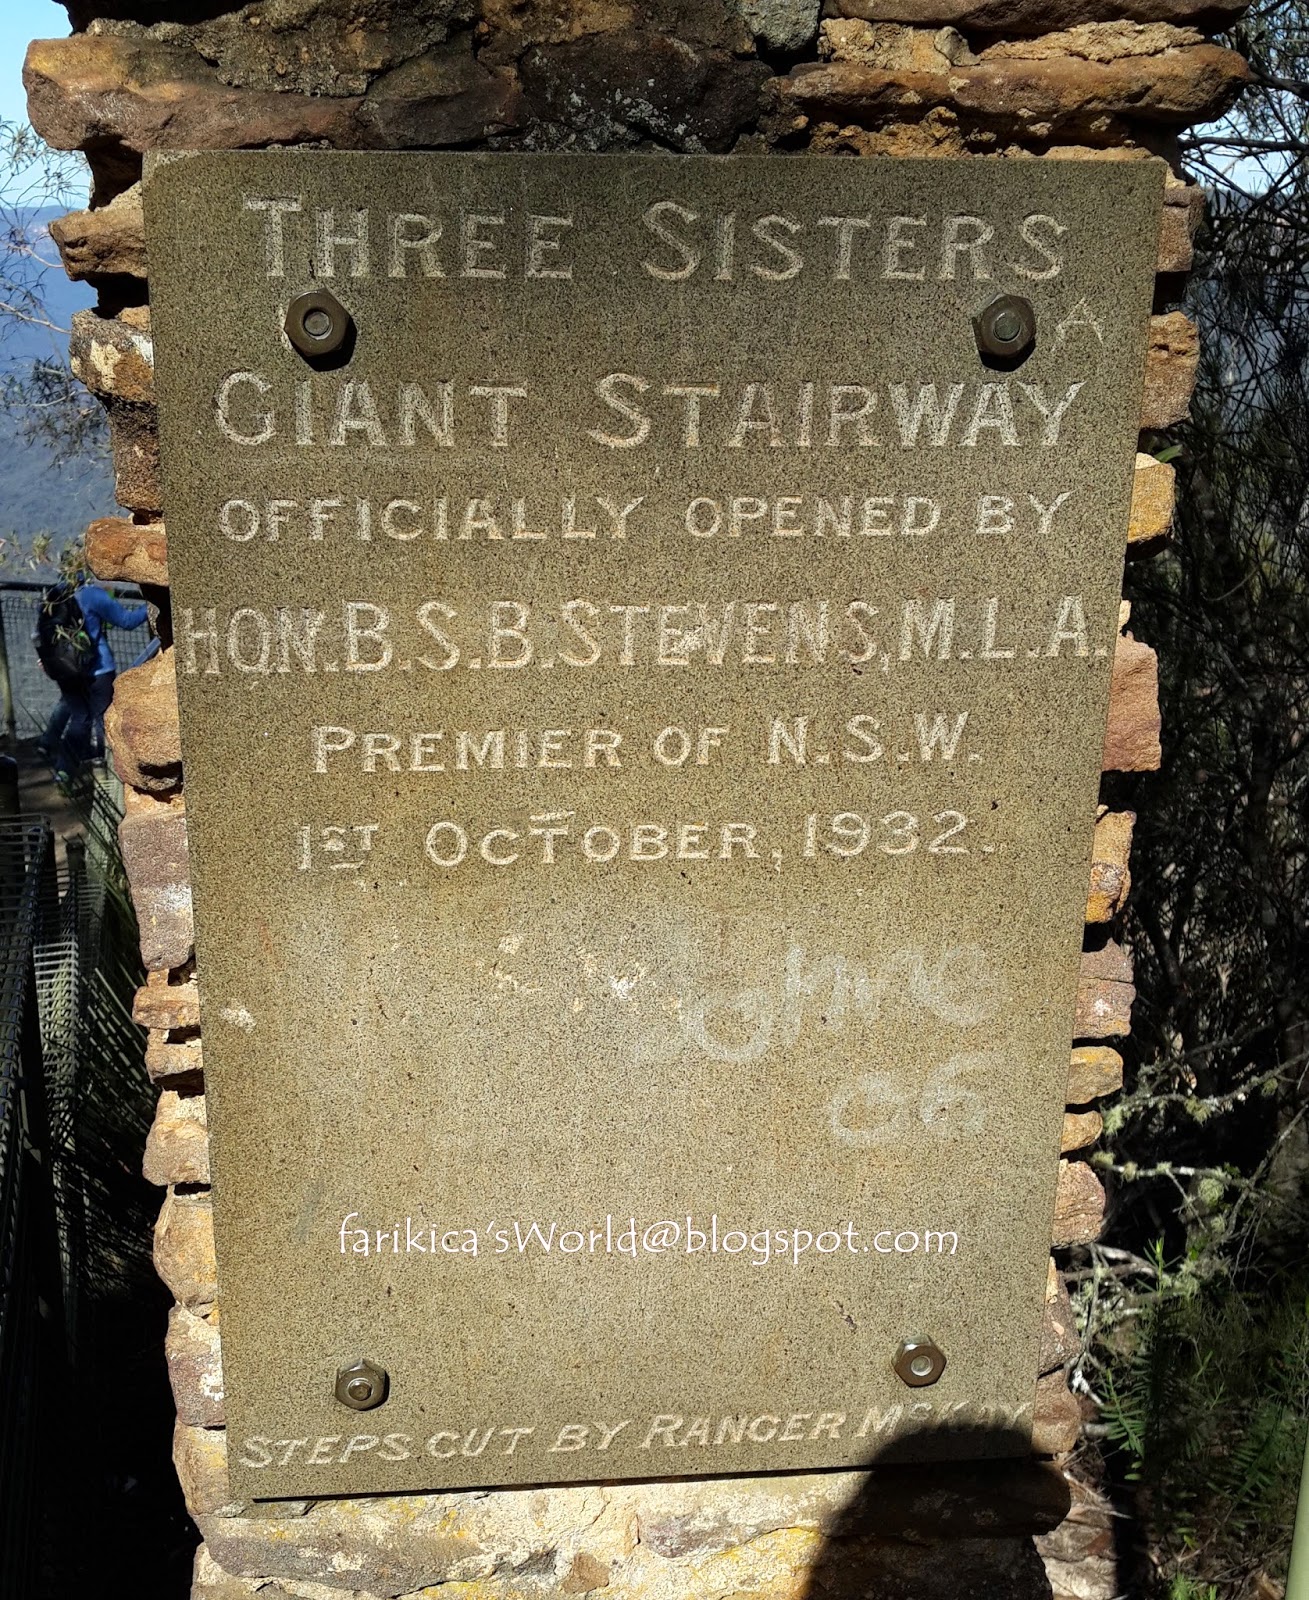 THREE SISTERS
GIANT STAIRWAY
OFFICIALLY OPENED BY
HON. B.S.B. STEVENS, M.L.A.
PREMIER OF N.S.W.
1ST OCTOBER, 1932.
farikica'sWorld@blogspot.com
STEPS CUT BY RANGER MCKAY